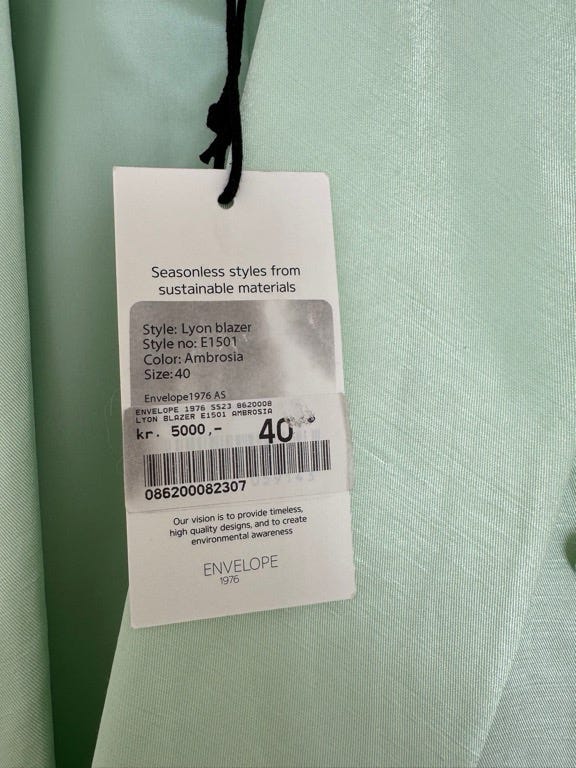 Seasonless styles from
sustainable materials
Style: Lyon blazer
Style no: E1501
Color: Ambrosia
Size: 40
Envelope1976 AS
ENVELOPE 1976 SS23 8620008
LYON BLAZER E1501 AMBROSIA
kr. 5000,- 40
086200082307
Our vision is to provide timeless,
high quality designs, and to create
environmental awareness
ENVELOPE
1976